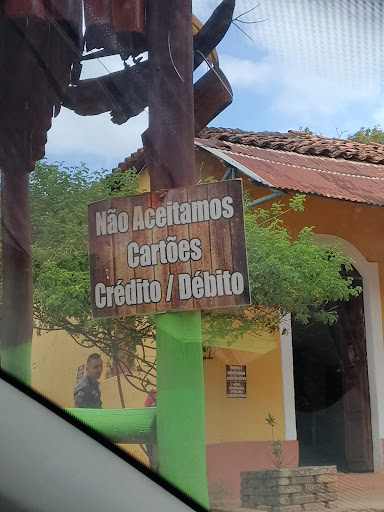 Não Aceitamos
Cartões
Crédito / Débito